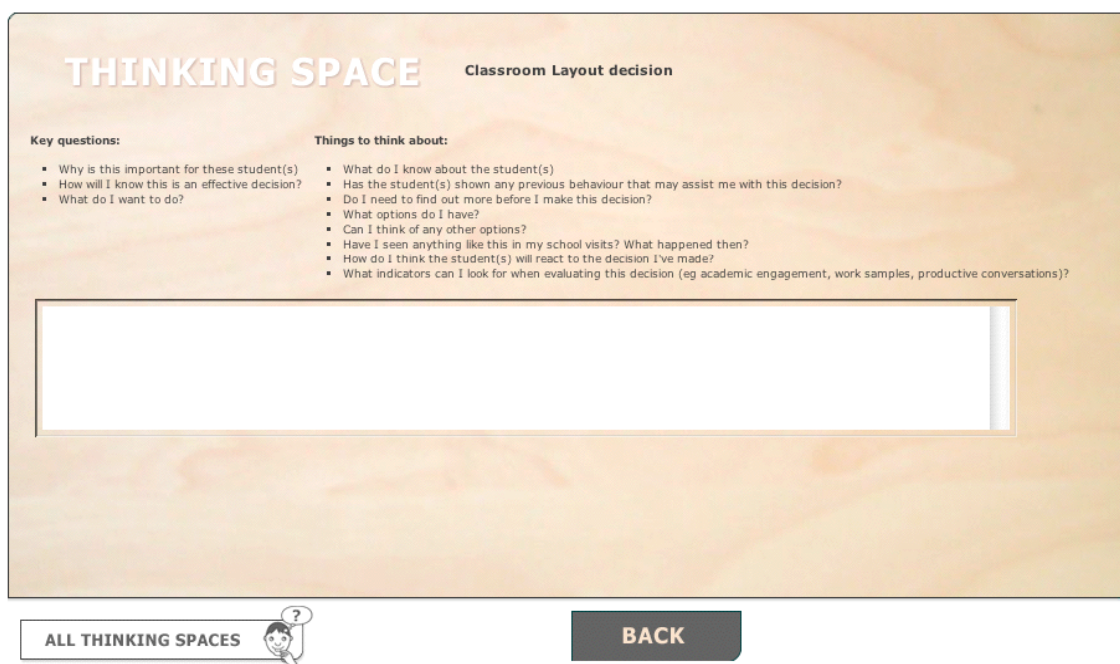 THINKING SPACE
Classroom Layout decision
Key questions:
Why is this important for these student(s)
How will I know this is an effective decision?
What do I want to do?
Things to think about:
What do I know about the student(s)
Has the student(s) shown any previous behaviour that may assist me with this decision?
Do I need to find out more before I make this decision?
What options do I have?
Can I think of any other options?
Have I seen anything like this in my school visits? What happened then?
How do I think the student(s) will react to the decision I've made?
What indicators can I look for when evaluating this decision (eg academic engagement, work samples, productive conversations)?
ALL THINKING SPACES
?
BACK